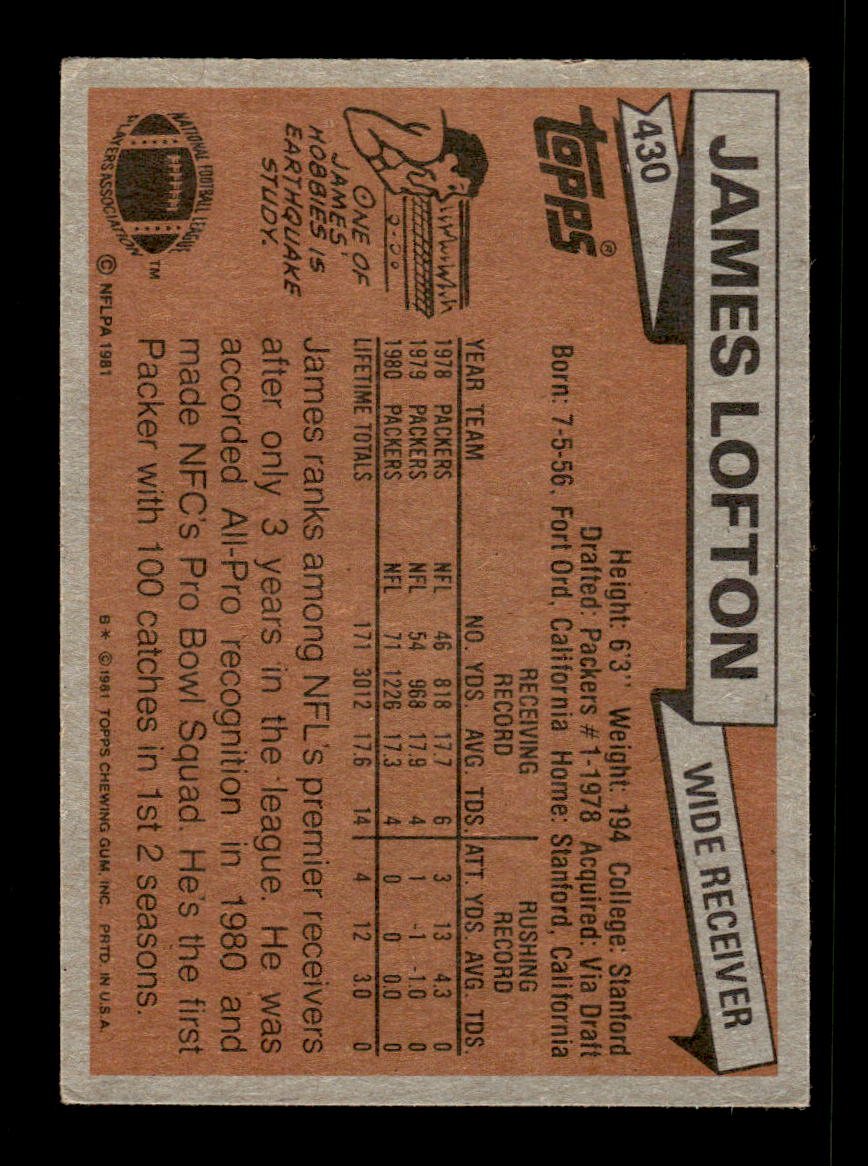 JAMES LOFTON
WIDE RECEIVER
430
TOPPS®
Height: 6'3" Weight: 194 College: Stanford
Drafted: Packers #1-1978 Acquired: Via Draft
Born: 7-5-56, Fort Ord, California Home: Stanford, California
RECEIVING RECORD RUSHING RECORD
YEAR TEAM NO. YDS. AVG. TDS. ATT. YDS. AVG. TDS.
1978 PACKERS NFL 46 818 17.7 6 3 13 4.3 0
1979 PACKERS NFL 54 968 17.9 4 1 -1 -1.0 0
1980 PACKERS NFL 71 1226 17.3 4 0 0 0.0 0
LIFETIME TOTALS 171 3012 17.6 14 4 12 3.0 0
ONE OF
JAMES'
HOBBIES IS
EARTHQUAKE
STUDY.
James ranks among NFL's premier receivers
after only 3 years in the league. He was
accorded All-Pro recognition in 1980 and
made NFC's Pro Bowl Squad. He's the first
Packer with 100 catches in 1st 2 seasons.
NATIONAL FOOTBALL LEAGUE
PLAYERS ASSOCIATION
TM
© NFLPA 1981
B* © 1981 TOPPS CHEWING GUM, INC. PRTD. IN U.S.A.